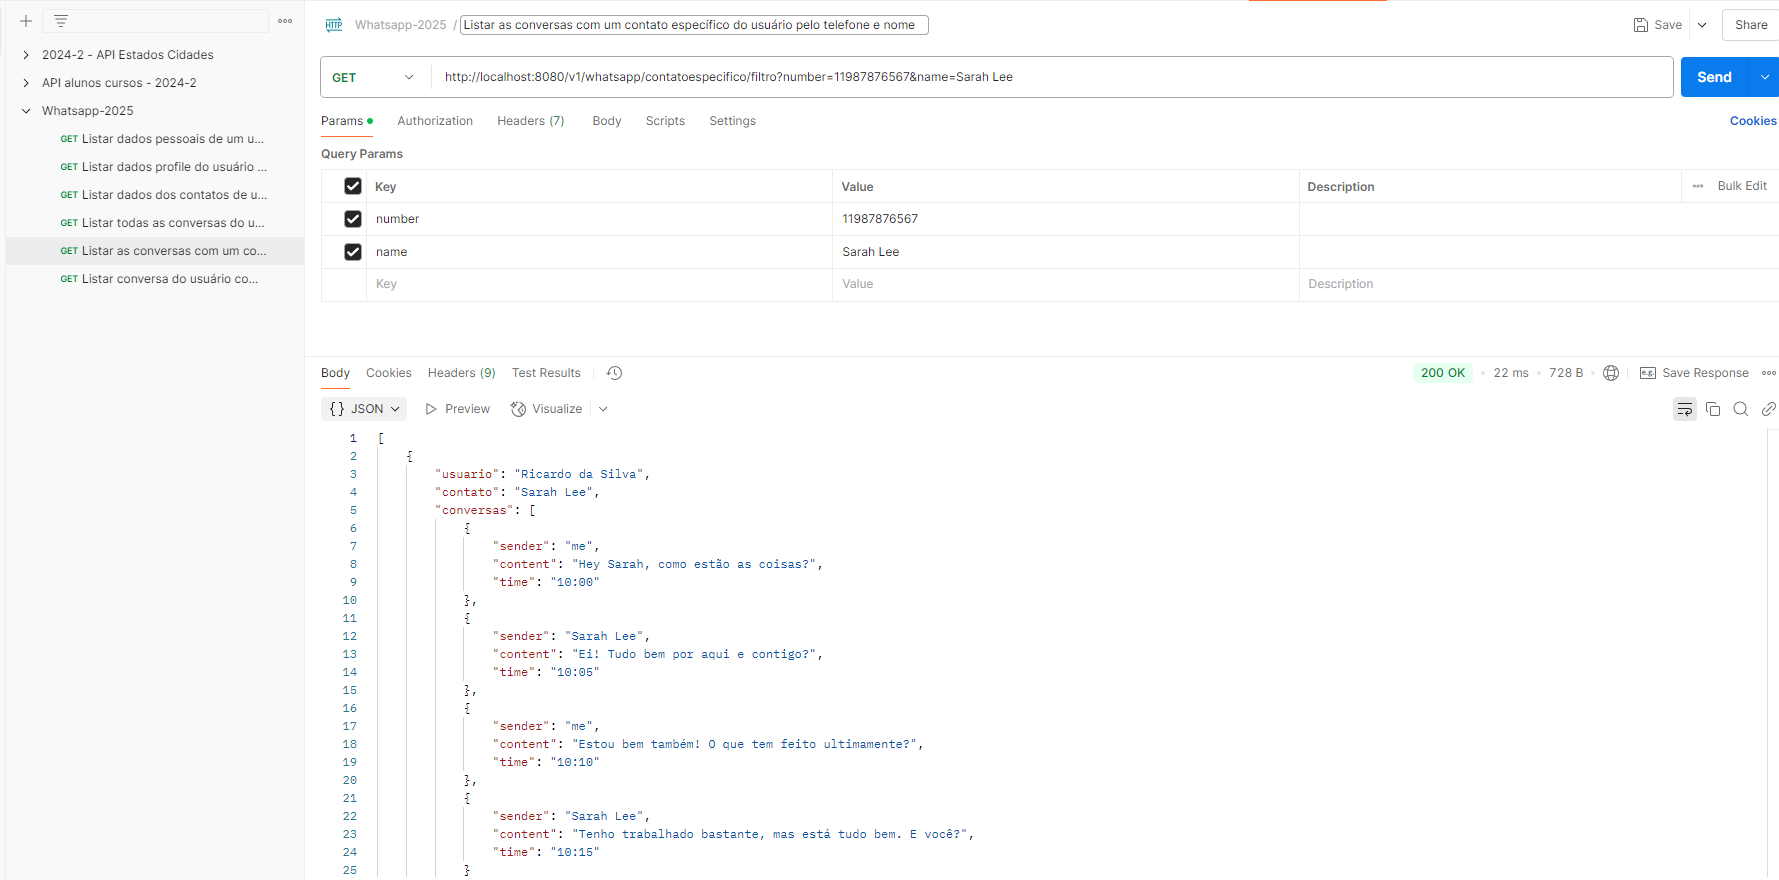 HTTP Whatsapp-2025 / Listar as conversas com um contato específico do usuário pelo telefone e nome
Save
Share
2024-2 - API Estados Cidades
API alunos cursos - 2024-2
Whatsapp-2025
GET Listar dados pessoais de um u...
GET Listar dados profile do usuário ...
GET Listar dados dos contatos de u...
GET Listar todas as conversas do u...
GET Listar as conversas com um co...
GET Listar conversa do usuário co...
GET http://localhost:8080/v1/whatsapp/contatoespecifico/filtro?number=11987876567&name=Sarah Lee
Send
Params Authorization Headers (7) Body Scripts Settings Cookies
Query Params
Key Value Description Bulk Edit
number 11987876567
name Sarah Lee
Key Value Description
Body Cookies Headers (9) Test Results 200 OK 22 ms 728 B e.g. Save Response
{} JSON Preview Visualize
1 [
2 {
3 "usuario": "Ricardo da Silva",
4 "contato": "Sarah Lee",
5 "conversas": [
6 {
7 "sender": "me",
8 "content": "Hey Sarah, como estão as coisas?",
9 "time": "10:00"
10 },
11 {
12 "sender": "Sarah Lee",
13 "content": "Ei! Tudo bem por aqui e contigo?",
14 "time": "10:05"
15 },
16 {
17 "sender": "me",
18 "content": "Estou bem também! O que tem feito ultimamente?",
19 "time": "10:10"
20 },
21 {
22 "sender": "Sarah Lee",
23 "content": "Tenho trabalhado bastante, mas está tudo bem. E você?",
24 "time": "10:15"
25 }